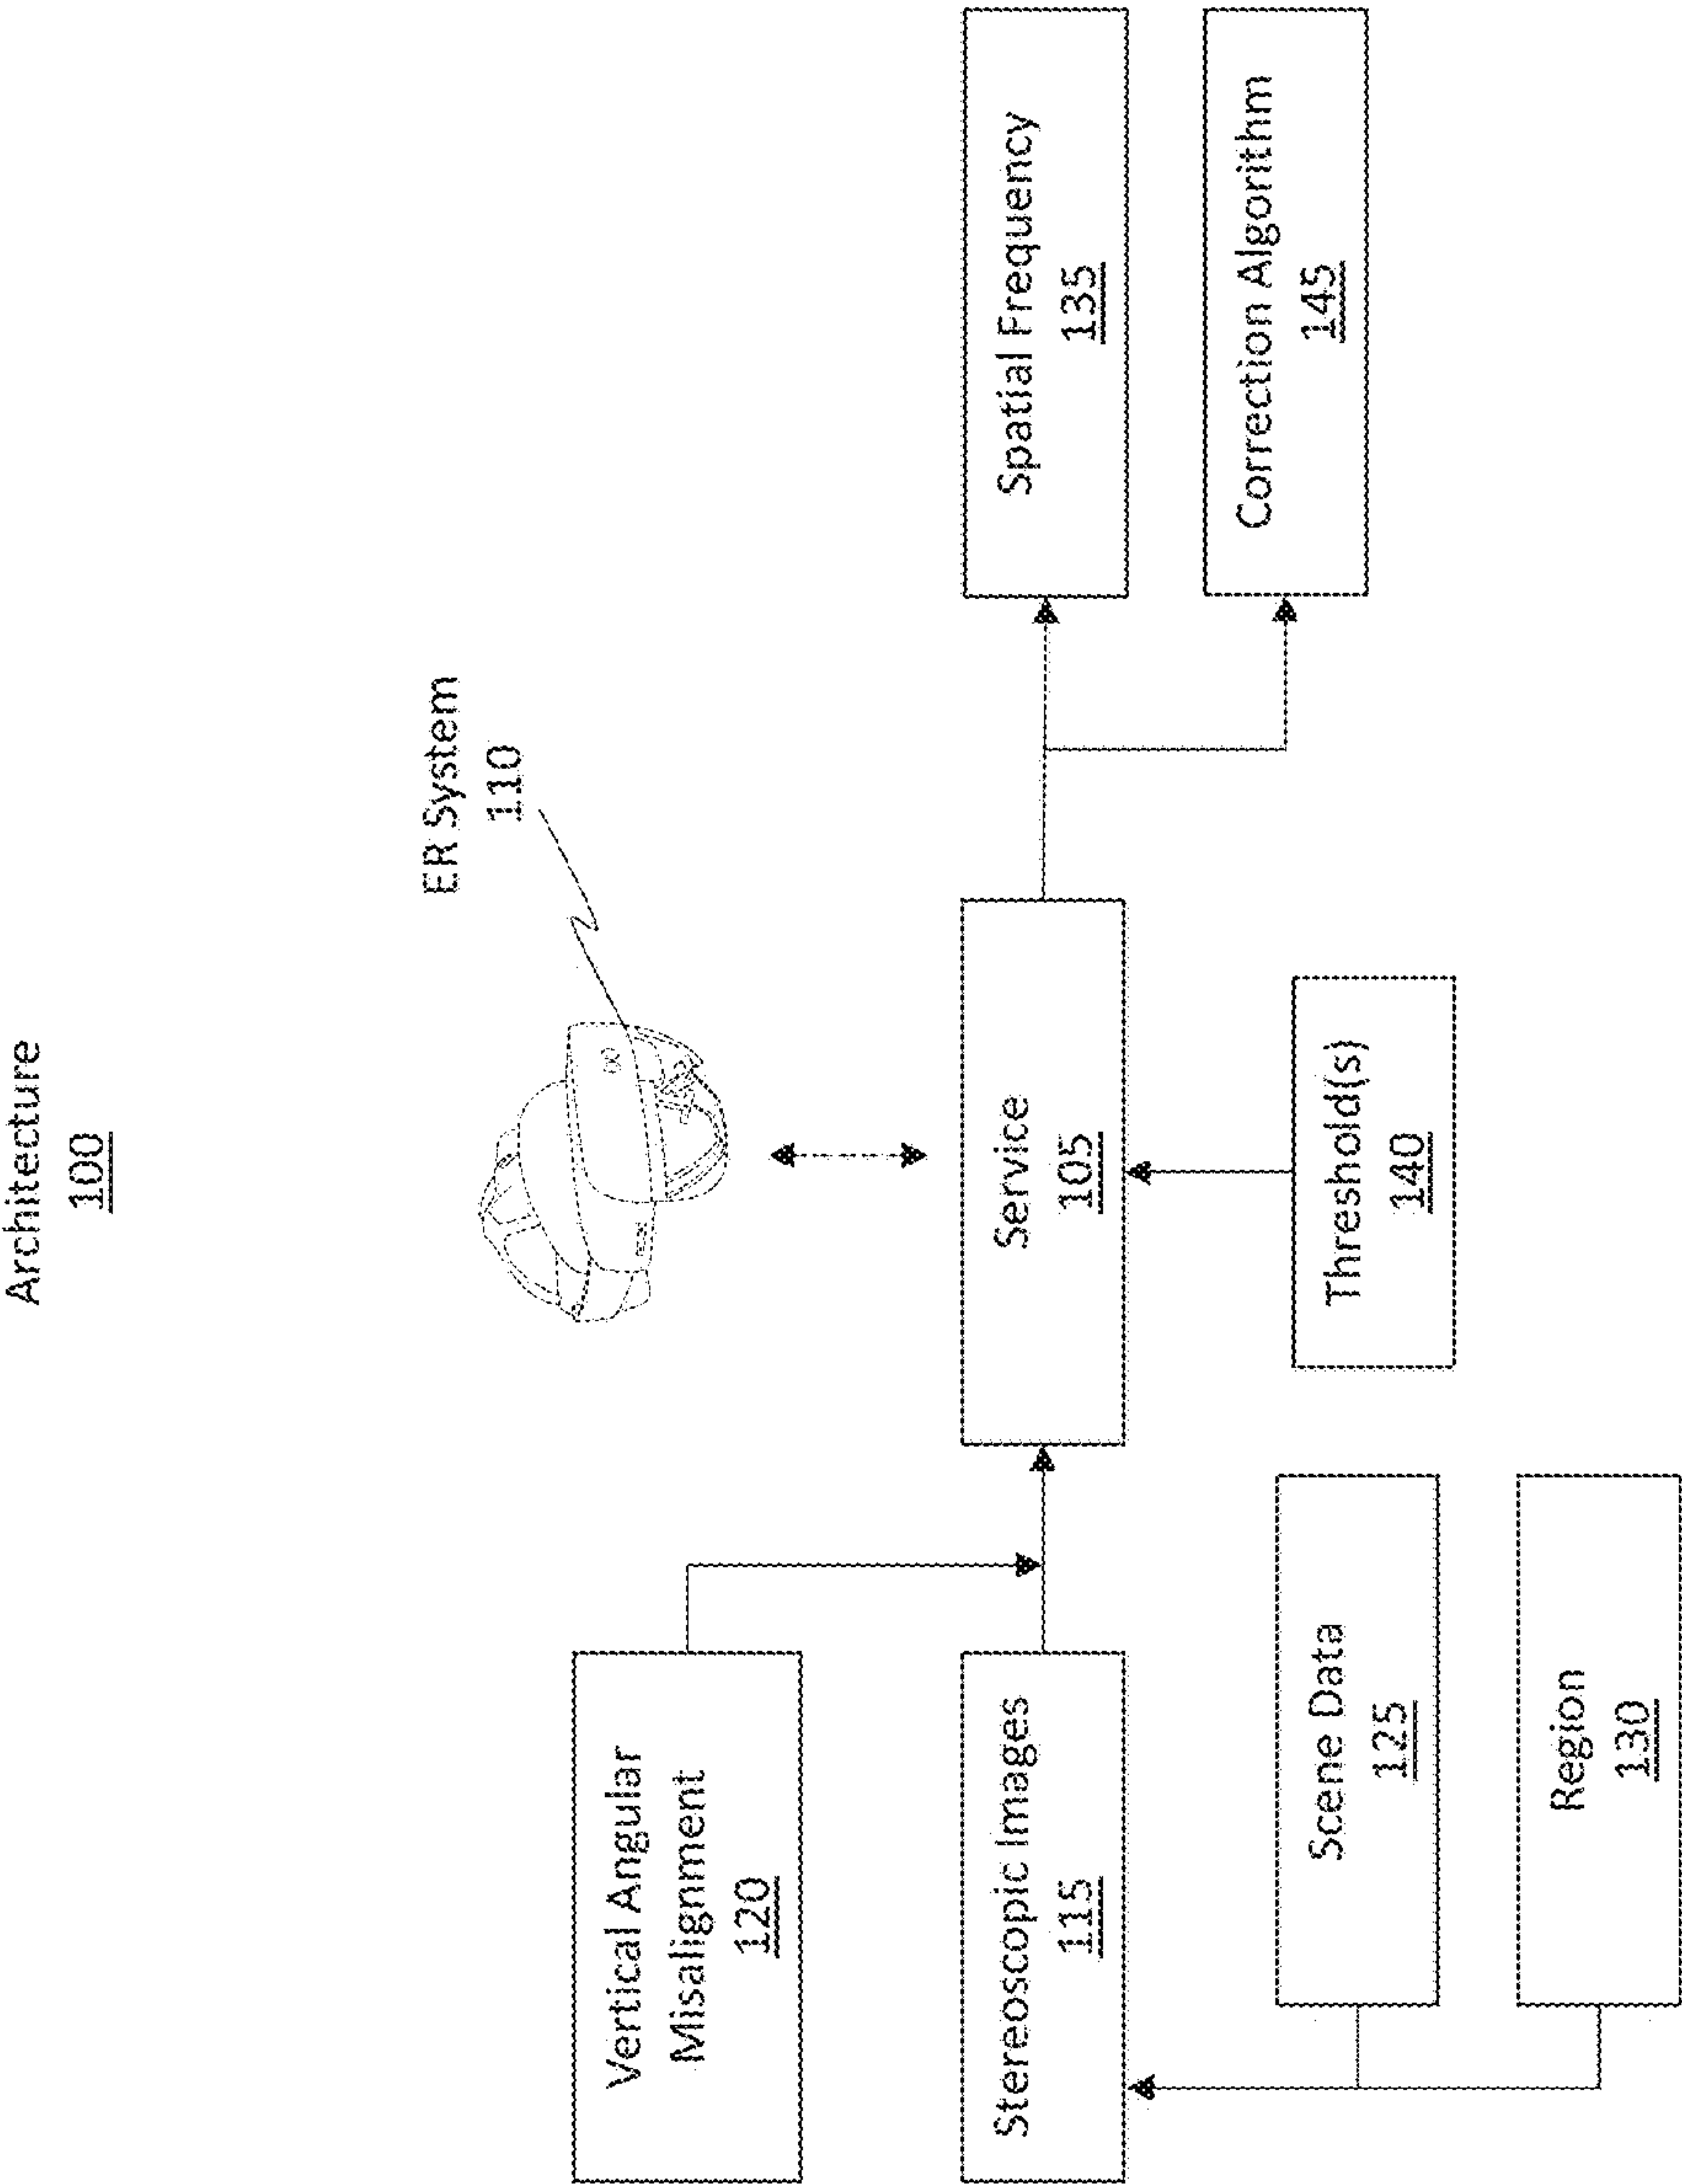 Architecture
100
ER System
110
Vertical Angular
Misalignment
120
Stereoscopic Images
115
Scene Data
125
Region
130
Service
105
Threshold(s)
140
Spatial Frequency
135
Correction Algorithm
145